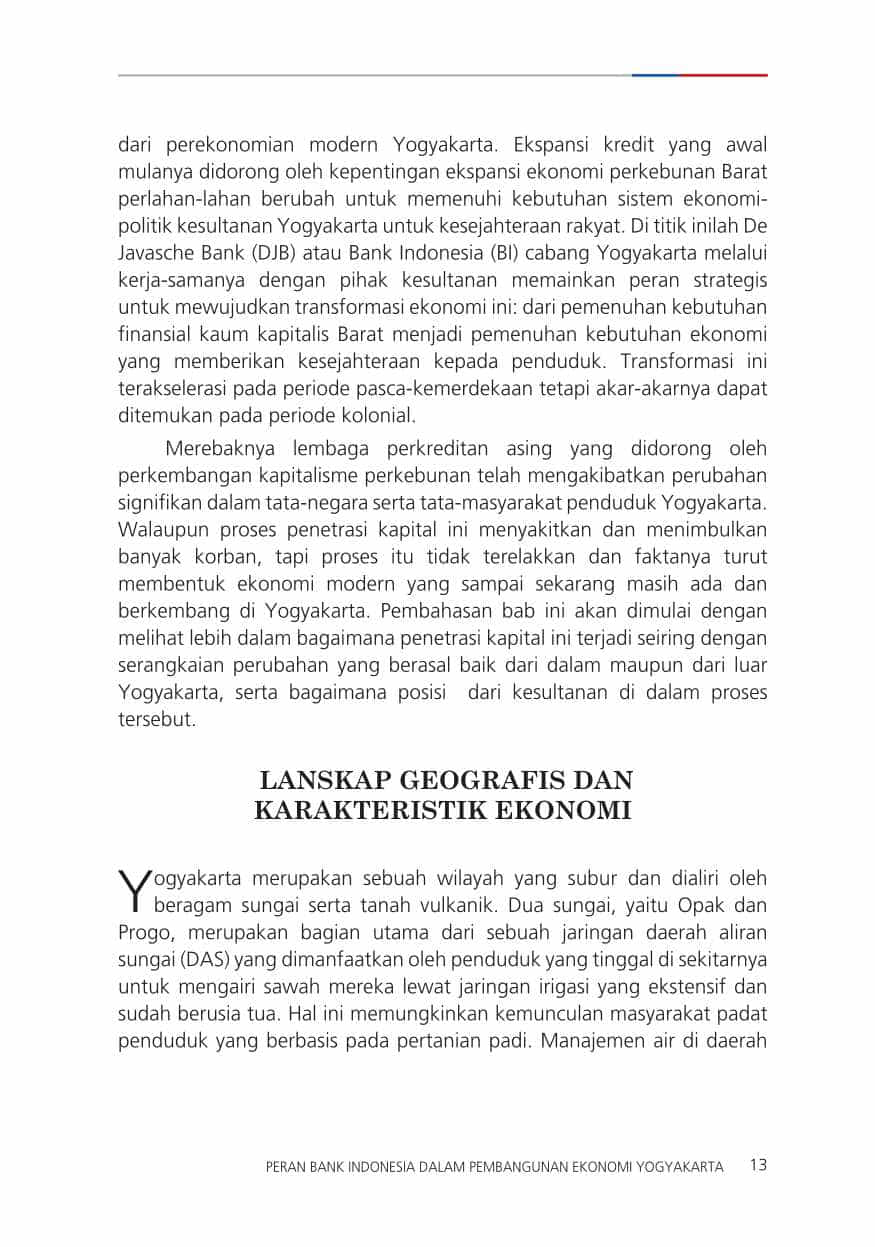 dari perekonomian modern Yogyakarta. Ekspansi kredit yang awal
mulanya didorong oleh kepentingan ekspansi ekonomi perkebunan Barat
perlahan-lahan berubah untuk memenuhi kebutuhan sistem ekonomi-
politik kesultanan Yogyakarta untuk kesejahteraan rakyat. Di titik inilah De
Javasche Bank (DJB) atau Bank Indonesia (BI) cabang Yogyakarta melalui
kerja-samanya dengan pihak kesultanan memainkan peran strategis
untuk mewujudkan transformasi ekonomi ini: dari pemenuhan kebutuhan
finansial kaum kapitalis Barat menjadi pemenuhan kebutuhan ekonomi
yang memberikan kesejahteraan kepada penduduk. Transformasi ini
terakselerasi pada periode pasca-kemerdekaan tetapi akar-akarnya dapat
ditemukan pada periode kolonial.
Merebaknya lembaga perkreditan asing yang didorong oleh
perkembangan kapitalisme perkebunan telah mengakibatkan perubahan
signifikan dalam tata-negara serta tata-masyarakat penduduk Yogyakarta.
Walaupun proses penetrasi kapital ini menyakitkan dan menimbulkan
banyak korban, tapi proses itu tidak terelakkan dan faktanya turut
membentuk ekonomi modern yang sampai sekarang masih ada dan
berkembang di Yogyakarta. Pembahasan bab ini akan dimulai dengan
melihat lebih dalam bagaimana penetrasi kapital ini terjadi seiring dengan
serangkaian perubahan yang berasal baik dari dalam maupun dari luar
Yogyakarta, serta bagaimana posisi dari kesultanan di dalam proses
tersebut.
LANSKAP GEOGRAFIS DAN
KARAKTERISTIK EKONOMI
Yogyakarta merupakan sebuah wilayah yang subur dan dialiri oleh
beragam sungai serta tanah vulkanik. Dua sungai, yaitu Opak dan
Progo, merupakan bagian utama dari sebuah jaringan daerah aliran
sungai (DAS) yang dimanfaatkan oleh penduduk yang tinggal di sekitarnya
untuk mengairi sawah mereka lewat jaringan irigasi yang ekstensif dan
sudah berusia tua. Hal ini memungkinkan kemunculan masyarakat padat
penduduk yang berbasis pada pertanian padi. Manajemen air di daerah
PERAN BANK INDONESIA DALAM PEMBANGUNAN EKONOMI YOGYAKARTA 13